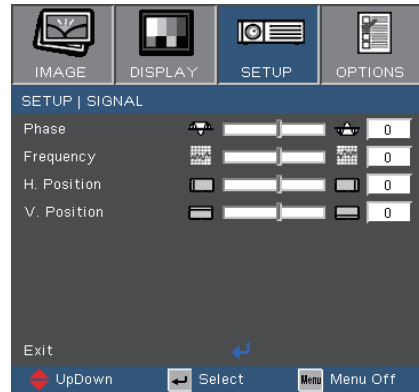 IMAGE DISPLAY SETUP OPTIONS
SETUP | SIGNAL
Phase 0
Frequency 0
H. Position 0
V. Position 0
Exit
UpDown Select Menu Menu Off